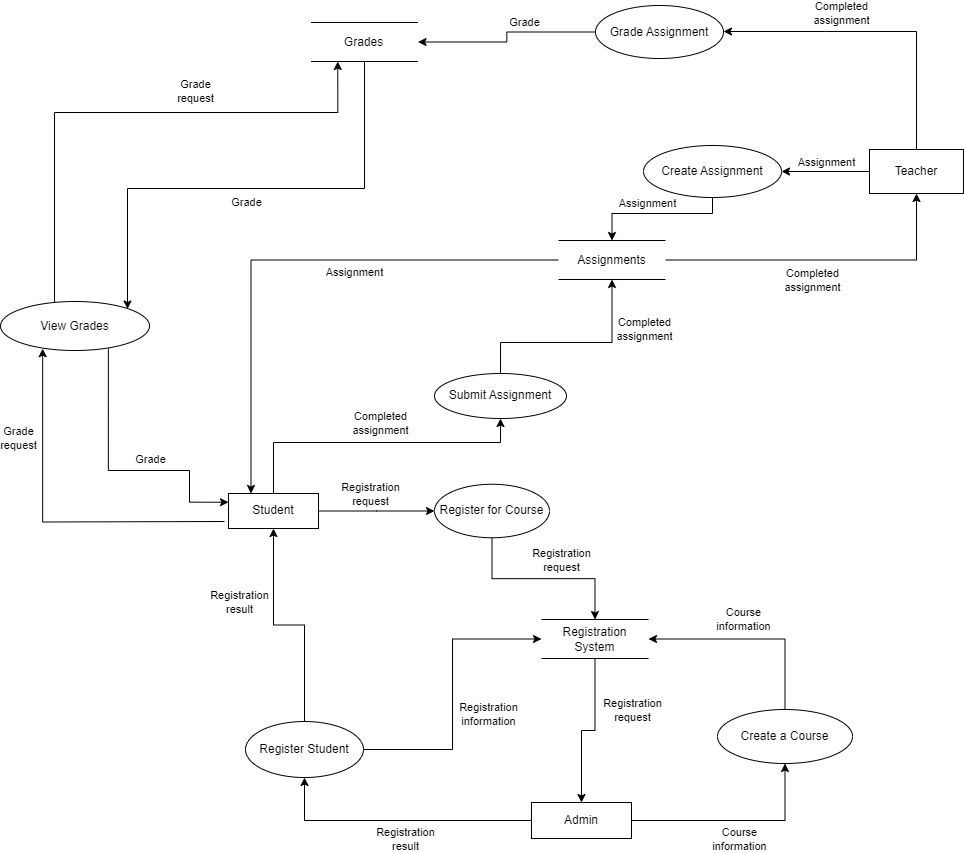 Completed
assignment
Grade
Grade Assignment
Grades
Grade
request
Assignment
Create Assignment
Teacher
Assignment
Grade
Assignments
Assignment
Completed
assignment
View Grades
Completed
assignment
Submit Assignment
Completed
assignment
Grade
request
Grade
Registration
request
Student
Register for Course
Registration
request
Registration
result
Course
information
Registration
System
Registration
information
Registration
request
Create a Course
Register Student
Admin
Registration
result
Course
information